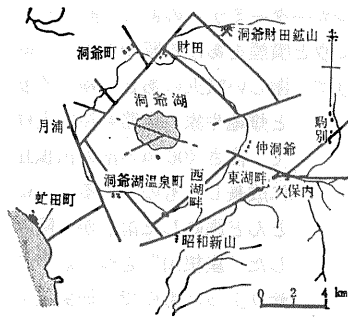 洞爺財田鉱山
財田
洞爺町
洞爺湖
駒別
月浦
仲洞爺
西湖畔
東湖畔
洞爺湖温泉町
久保内
虻田町
昭和新山
0 2 4 km